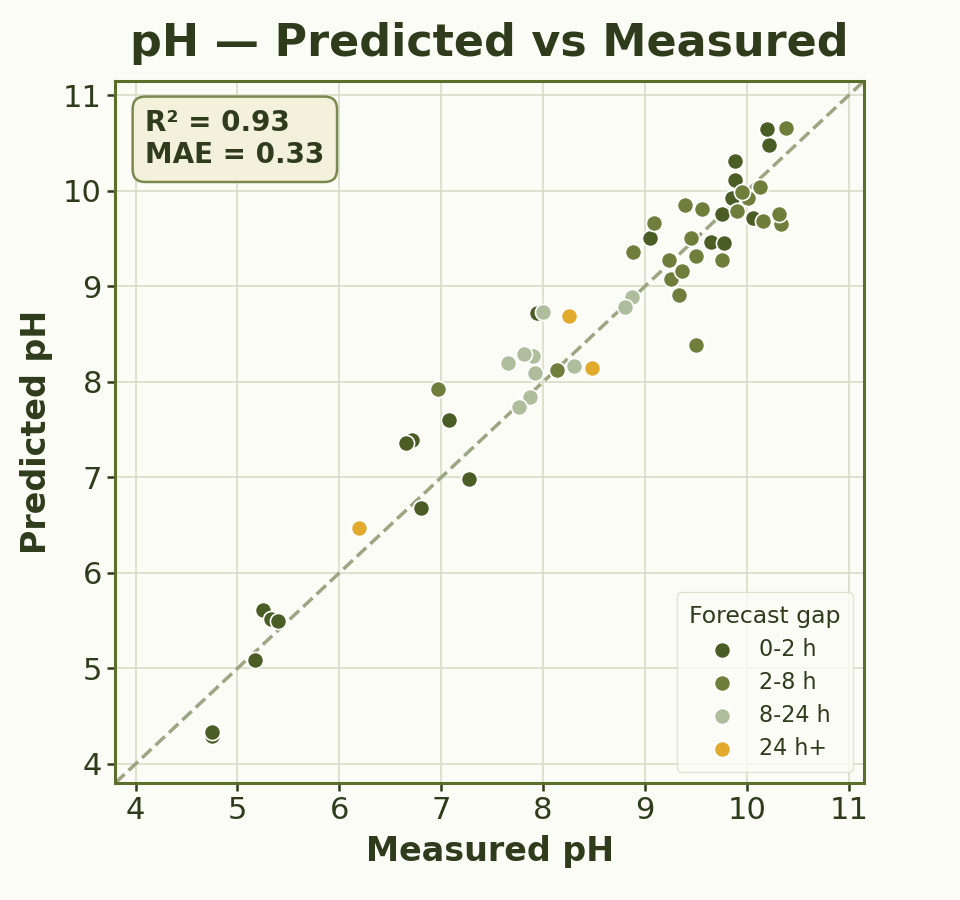 pH — Predicted vs Measured
R² = 0.93
MAE = 0.33
11
10
9
8
7
6
5
4
Predicted pH
Forecast gap
0-2 h
2-8 h
8-24 h
24 h+
4 5 6 7 8 9 10 11
Measured pH